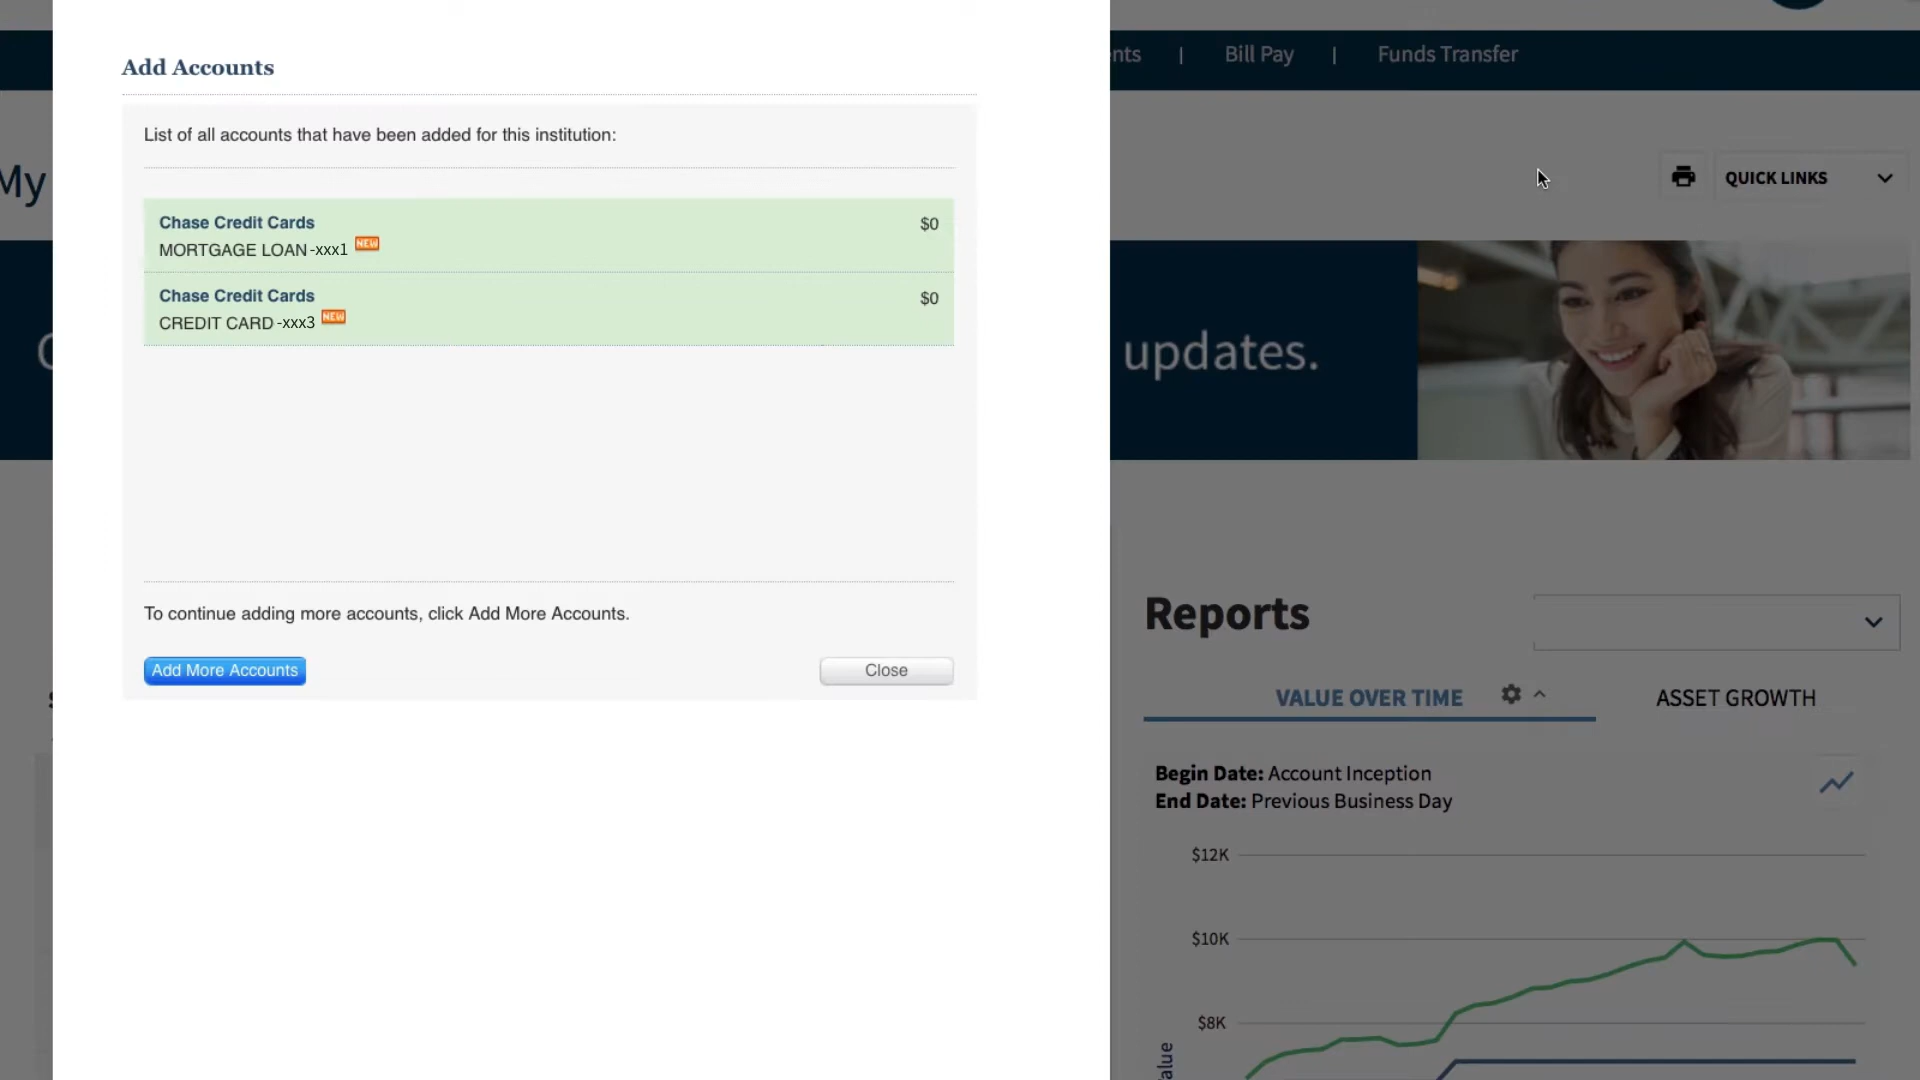 Add Accounts
List of all accounts that have been added for this institution:
Chase Credit Cards $0
MORTGAGE LOAN -xxx1 NEW
Chase Credit Cards $0
CREDIT CARD -xxx3 NEW
To continue adding more accounts, click Add More Accounts.
Add More Accounts Close
nts | Bill Pay | Funds Transfer
My
QUICK LINKS
updates.
Reports
VALUE OVER TIME ASSET GROWTH
Begin Date: Account Inception
End Date: Previous Business Day
$12K
$10K
$8K
alue